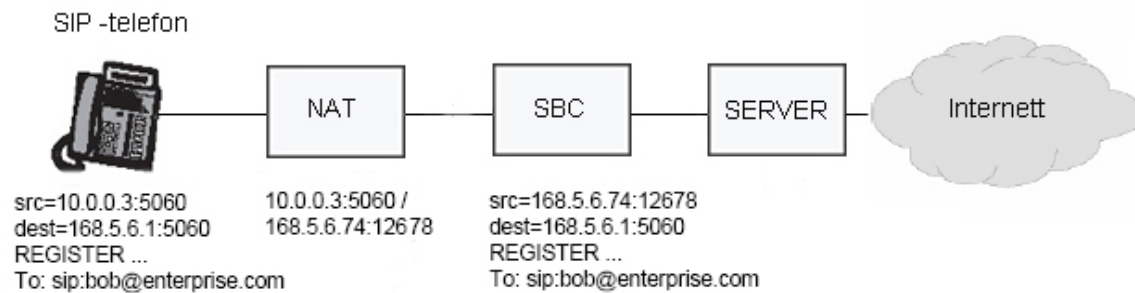 SIP -telefon
NAT
SBC
SERVER
Internett
src=10.0.0.3:5060
dest=168.5.6.1:5060
REGISTER ...
To: sip:bob@enterprise.com
10.0.0.3:5060 /
168.5.6.74:12678
src=168.5.6.74:12678
dest=168.5.6.1:5060
REGISTER ...
To: sip:bob@enterprise.com